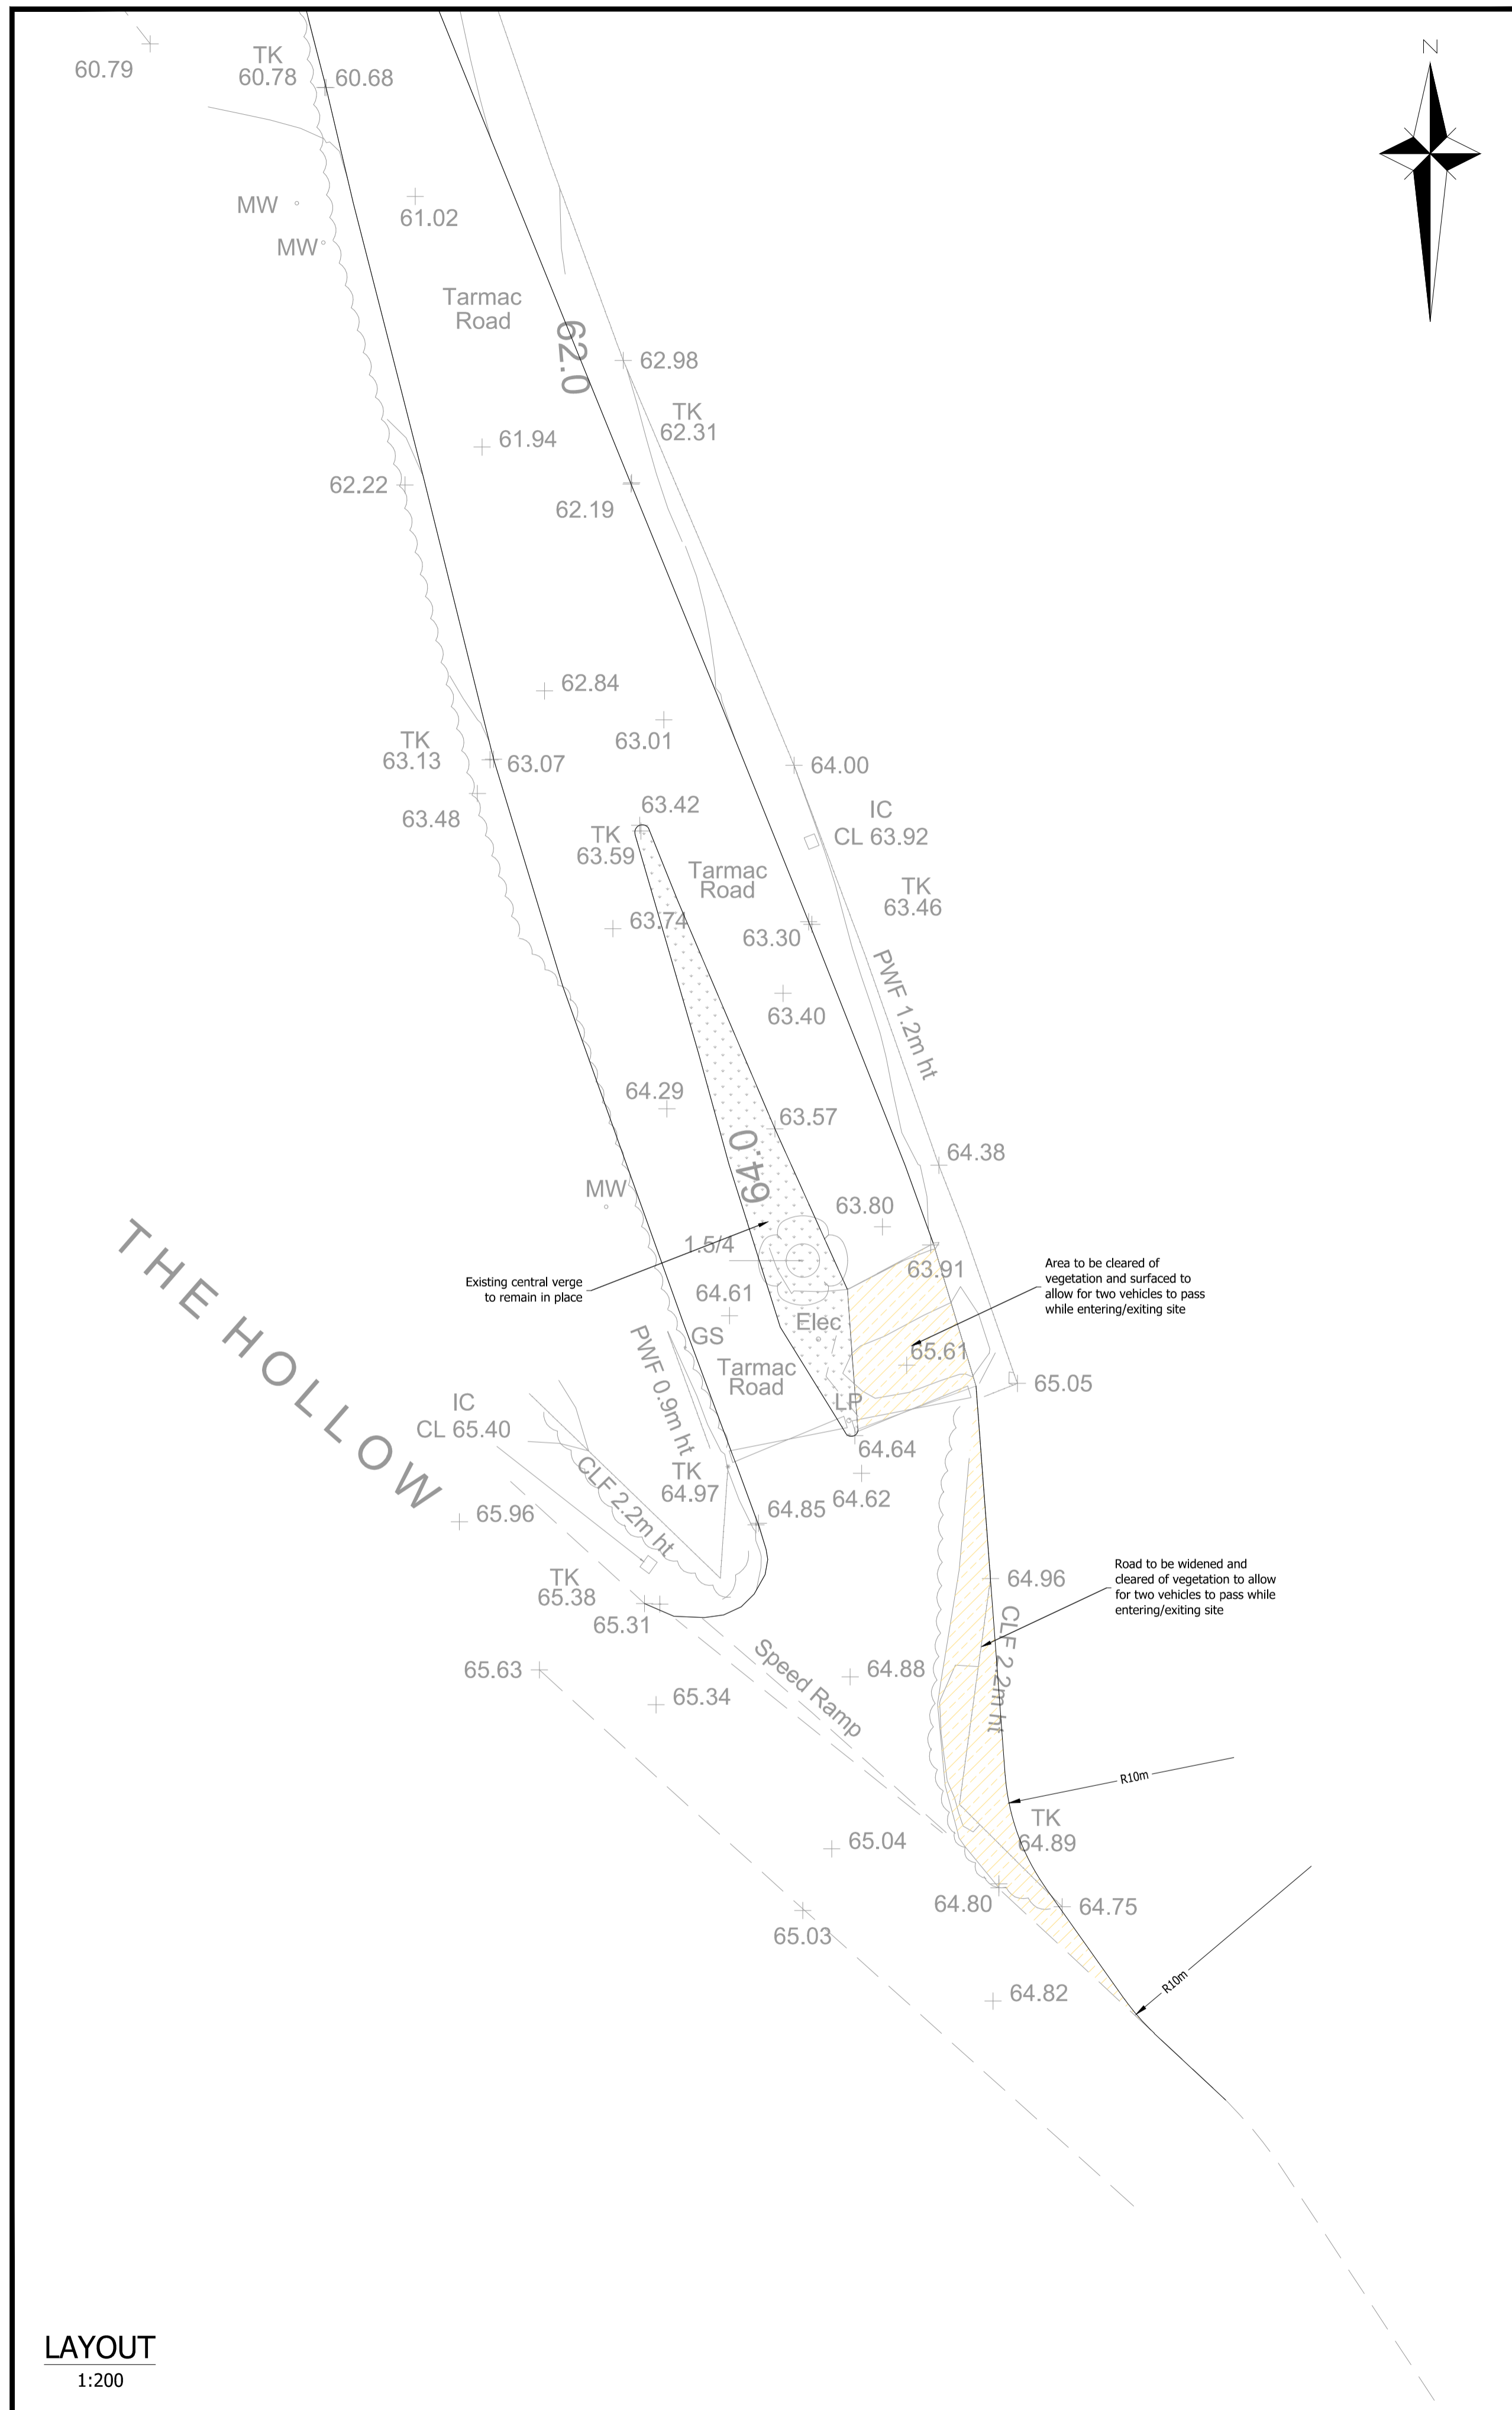 N
60.79
TK
60.78
60.68
MW
61.02
MW
Tarmac
Road
62.0
62.98
TK
62.31
61.94
62.22
62.19
62.84
63.01
TK
63.13
63.07
64.00
63.48
63.42
IC
CL 63.92
TK
63.59
Tarmac
Road
TK
63.46
63.74
63.30
PWF 1.2m ht
63.40
64.29
63.57
64.0
64.38
MW
63.80
1.5/4
63.91
Existing central verge
to remain in place
Area to be cleared of
vegetation and surfaced to
allow for two vehicles to pass
while entering/exiting site
64.61
Elec
GS
65.61
PWF 0.9m ht
Tarmac
Road
65.05
THE HOLLOW
IC
CL 65.40
LP
64.64
CLF 2.2m ht
TK
64.97
64.62
65.96
64.85
TK
65.38
65.31
64.96
Road to be widened and
cleared of vegetation to allow
for two vehicles to pass while
entering/exiting site
CLF 2.2m ht
65.63
Speed Ramp
64.88
65.34
R10m
TK
64.89
65.04
64.80
64.75
65.03
R10m
64.82
LAYOUT
1:200